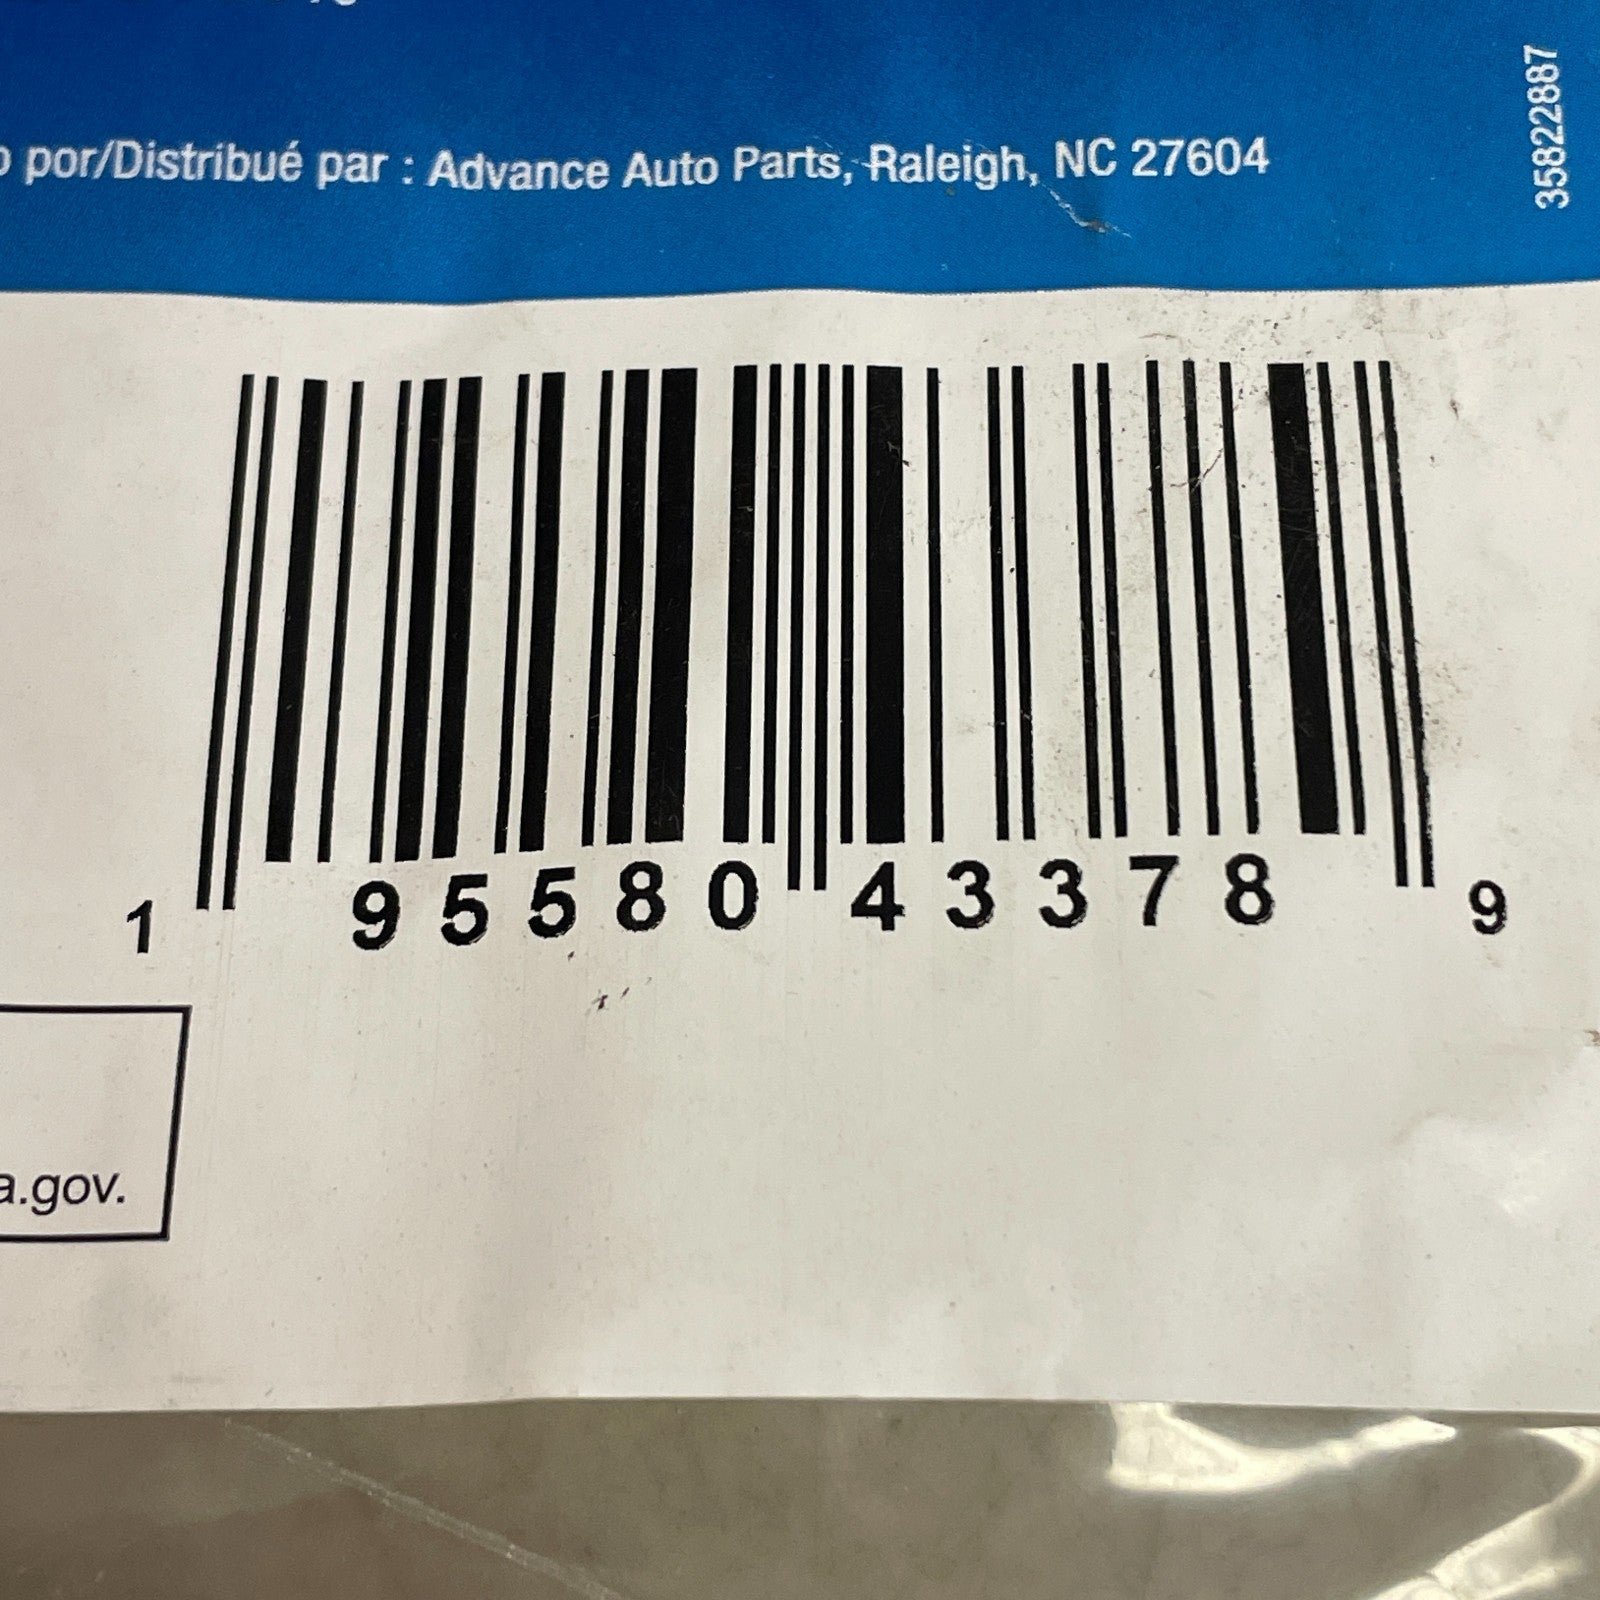 por/Distribué par : Advance Auto Parts, Raleigh, NC 27604
35822887
1 95580 43378 9
a.gov.